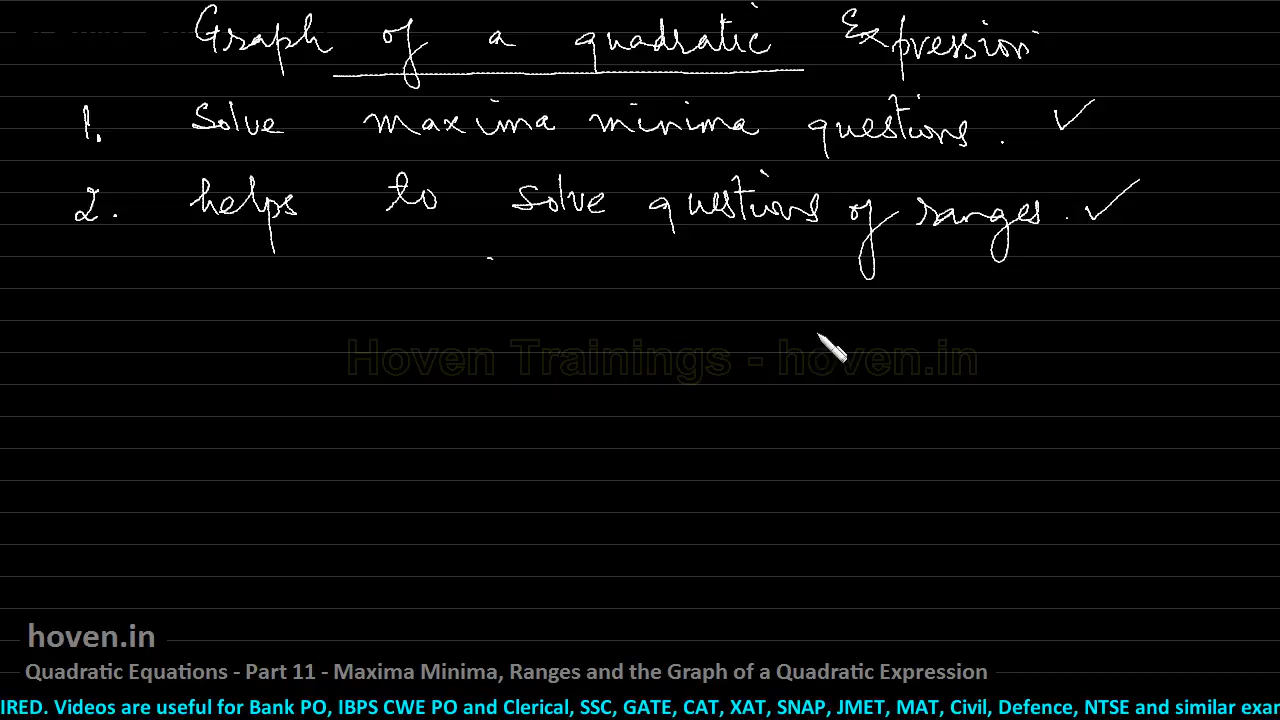 Graph of a quadratic Expression
1. Solve maxima minima questions.
2. helps to solve questions of ranges.
Hoven Trainings - hoven.in
hoven.in
Quadratic Equations - Part 11 - Maxima Minima, Ranges and the Graph of a Quadratic Expression
IRED. Videos are useful for Bank PO, IBPS CWE PO and Clerical, SSC, GATE, CAT, XAT, SNAP, JMET, MAT, Civil, Defence, NTSE and similar exar